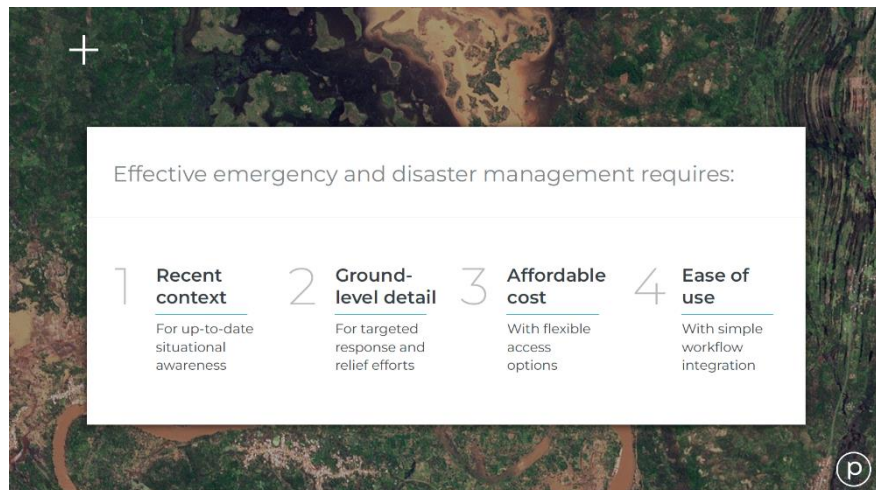 Effective emergency and disaster management requires:
1
Recent
context
For up-to-date
situational
awareness
2
Ground-
level detail
For targeted
response and
relief efforts
3
Affordable
cost
With flexible
access
options
4
Ease of
use
With simple
workflow
integration
p